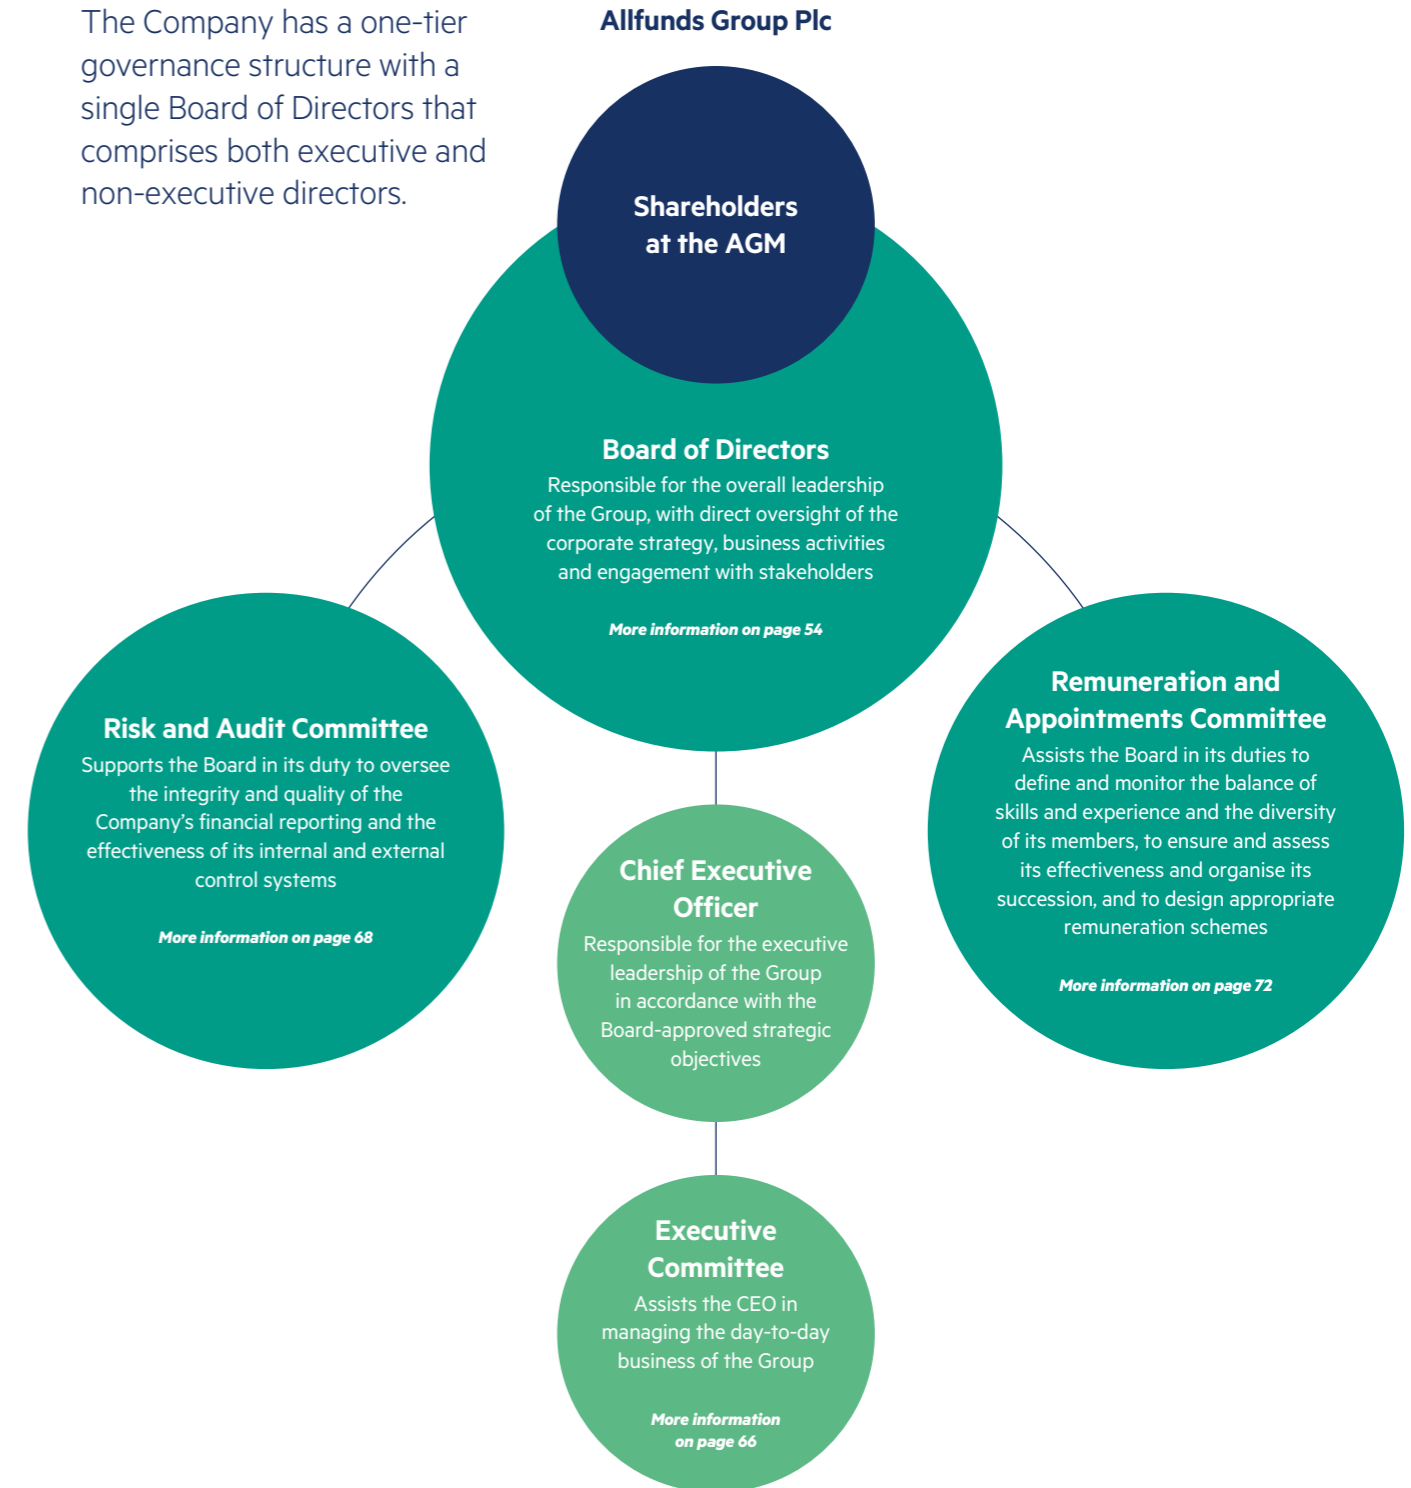 The Company has a one-tier
governance structure with a
single Board of Directors that
comprises both executive and
non-executive directors.
Allfunds Group Plc
Shareholders
at the AGM
Board of Directors
Responsible for the overall leadership
of the Group, with direct oversight of the
corporate strategy, business activities
and engagement with stakeholders
More information on page 54
Risk and Audit Committee
Supports the Board in its duty to oversee
the integrity and quality of the
Company’s financial reporting and the
effectiveness of its internal and external
control systems
More information on page 68
Remuneration and
Appointments Committee
Assists the Board in its duties to
define and monitor the balance of
skills and experience and the diversity
of its members, to ensure and assess
its effectiveness and organise its
succession, and to design appropriate
remuneration schemes
More information on page 72
Chief Executive
Officer
Responsible for the executive
leadership of the Group
in accordance with the
Board-approved strategic
objectives
Executive
Committee
Assists the CEO in
managing the day-to-day
business of the Group
More information
on page 66